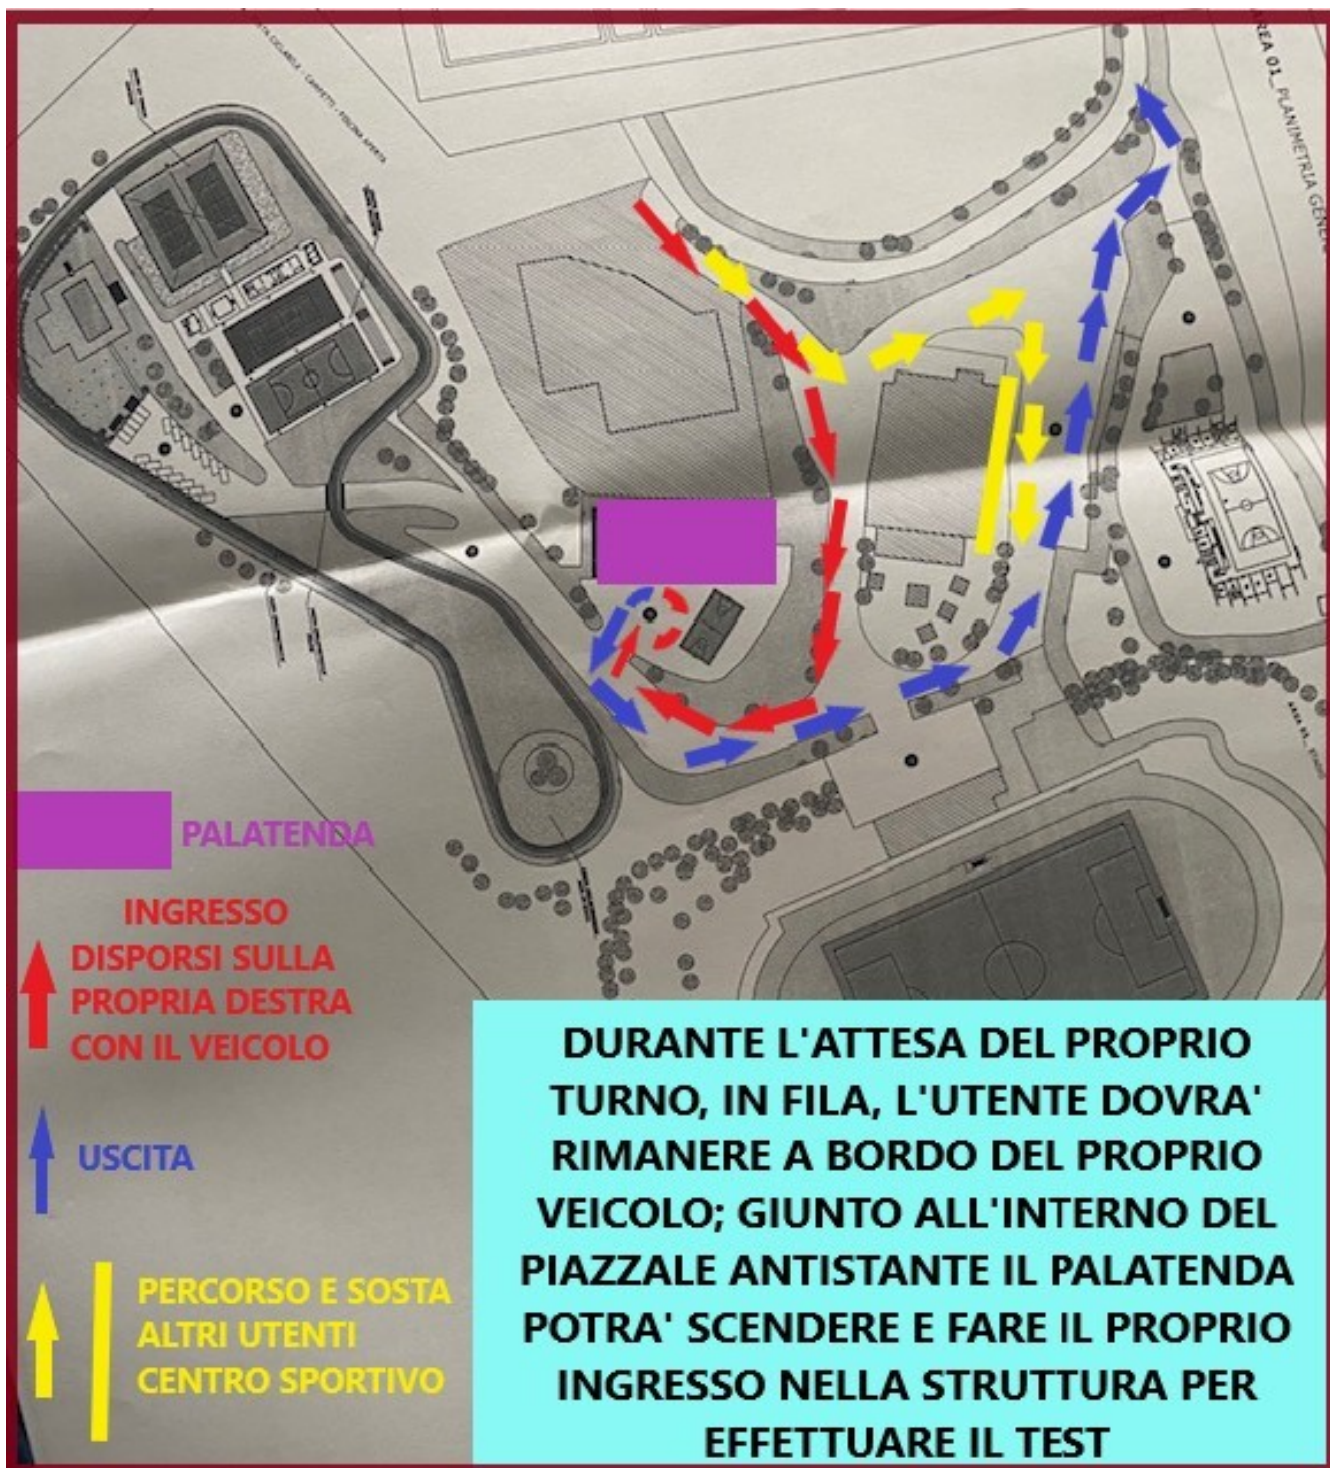 AREA 01_PLANIMETRIA
PALATENDA
INGRESSO
DISPORSI SULLA
PROPRIA DESTRA
CON IL VEICOLO
USCITA
PERCORSO E SOSTA
ALTRI UTENTI
CENTRO SPORTIVO
DURANTE L'ATTESA DEL PROPRIO
TURNO, IN FILA, L'UTENTE DOVRA'
RIMANERE A BORDO DEL PROPRIO
VEICOLO; GIUNTO ALL'INTERNO DEL
PIAZZALE ANTISTANTE IL PALATENDA
POTRA' SCENDERE E FARE IL PROPRIO
INGRESSO NELLA STRUTTURA PER
EFFETTUARE IL TEST